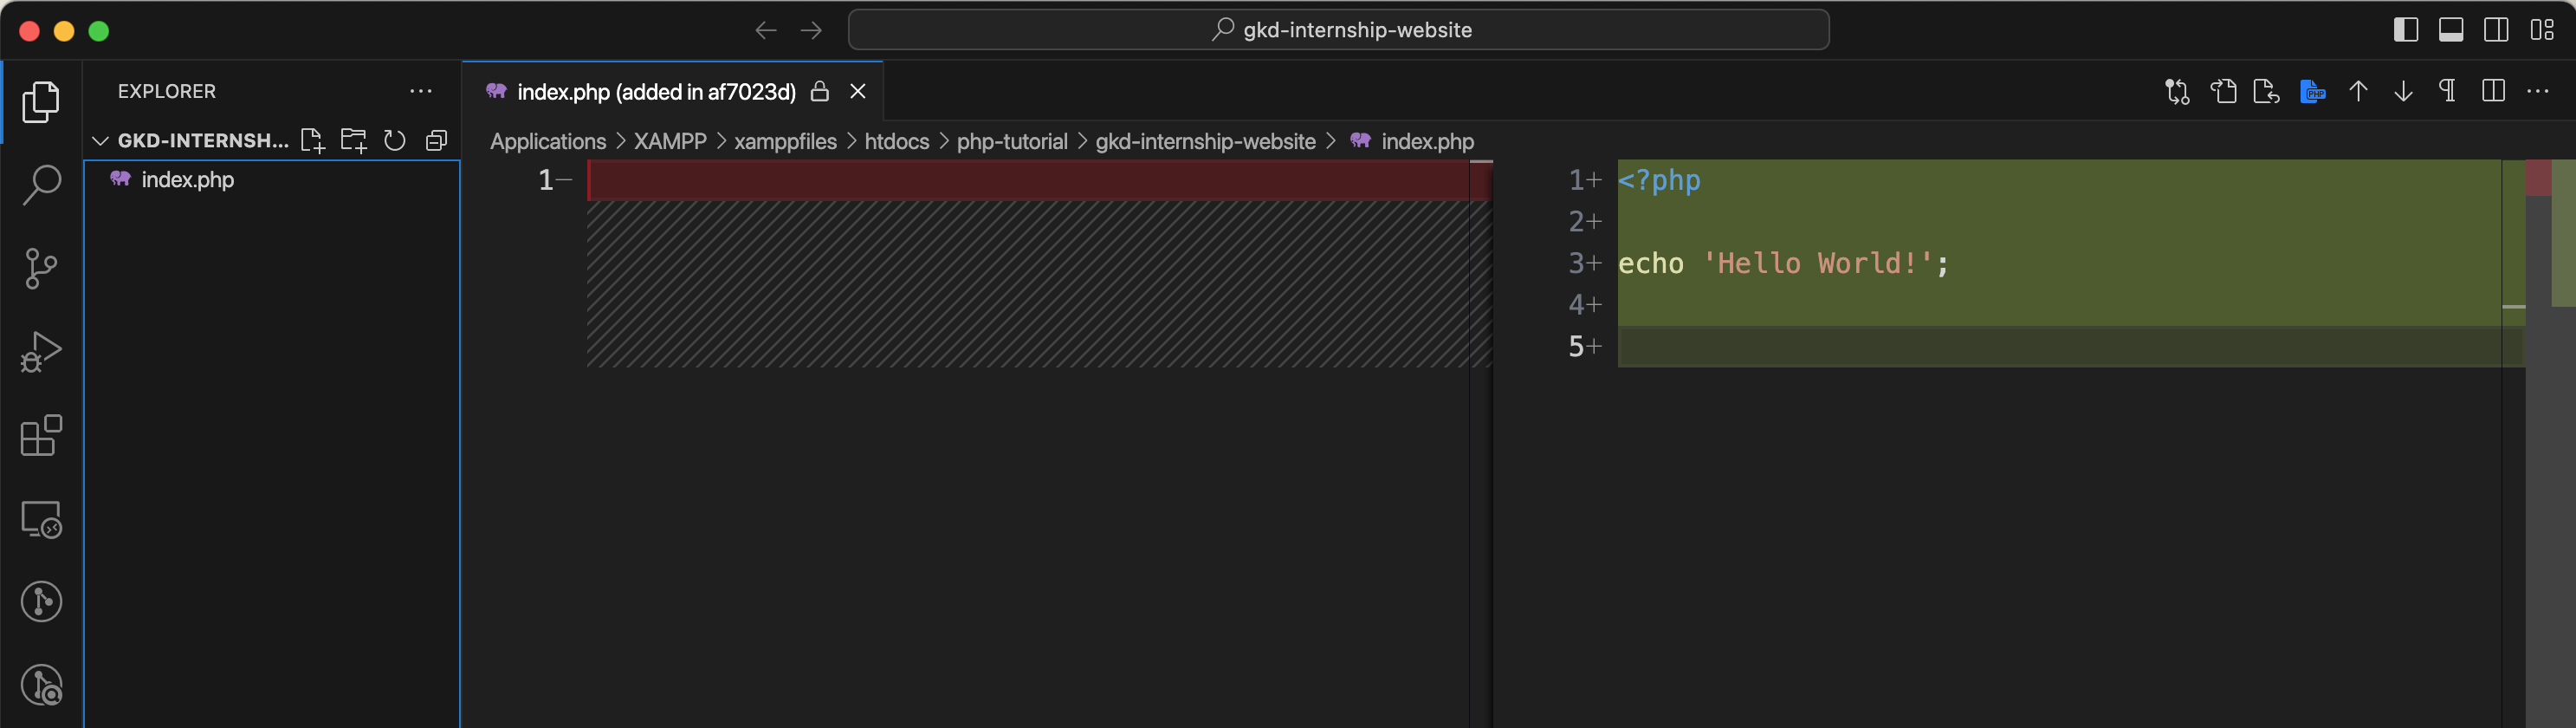 gkd-internship-website
EXPLORER
GKD-INTERNSH...
index.php
index.php (added in af7023d)
Applications > XAMPP > xamppfiles > htdocs > php-tutorial > gkd-internship-website > index.php
1−
1+ <?php
2+
3+ echo 'Hello World!';
4+
5+
PHP